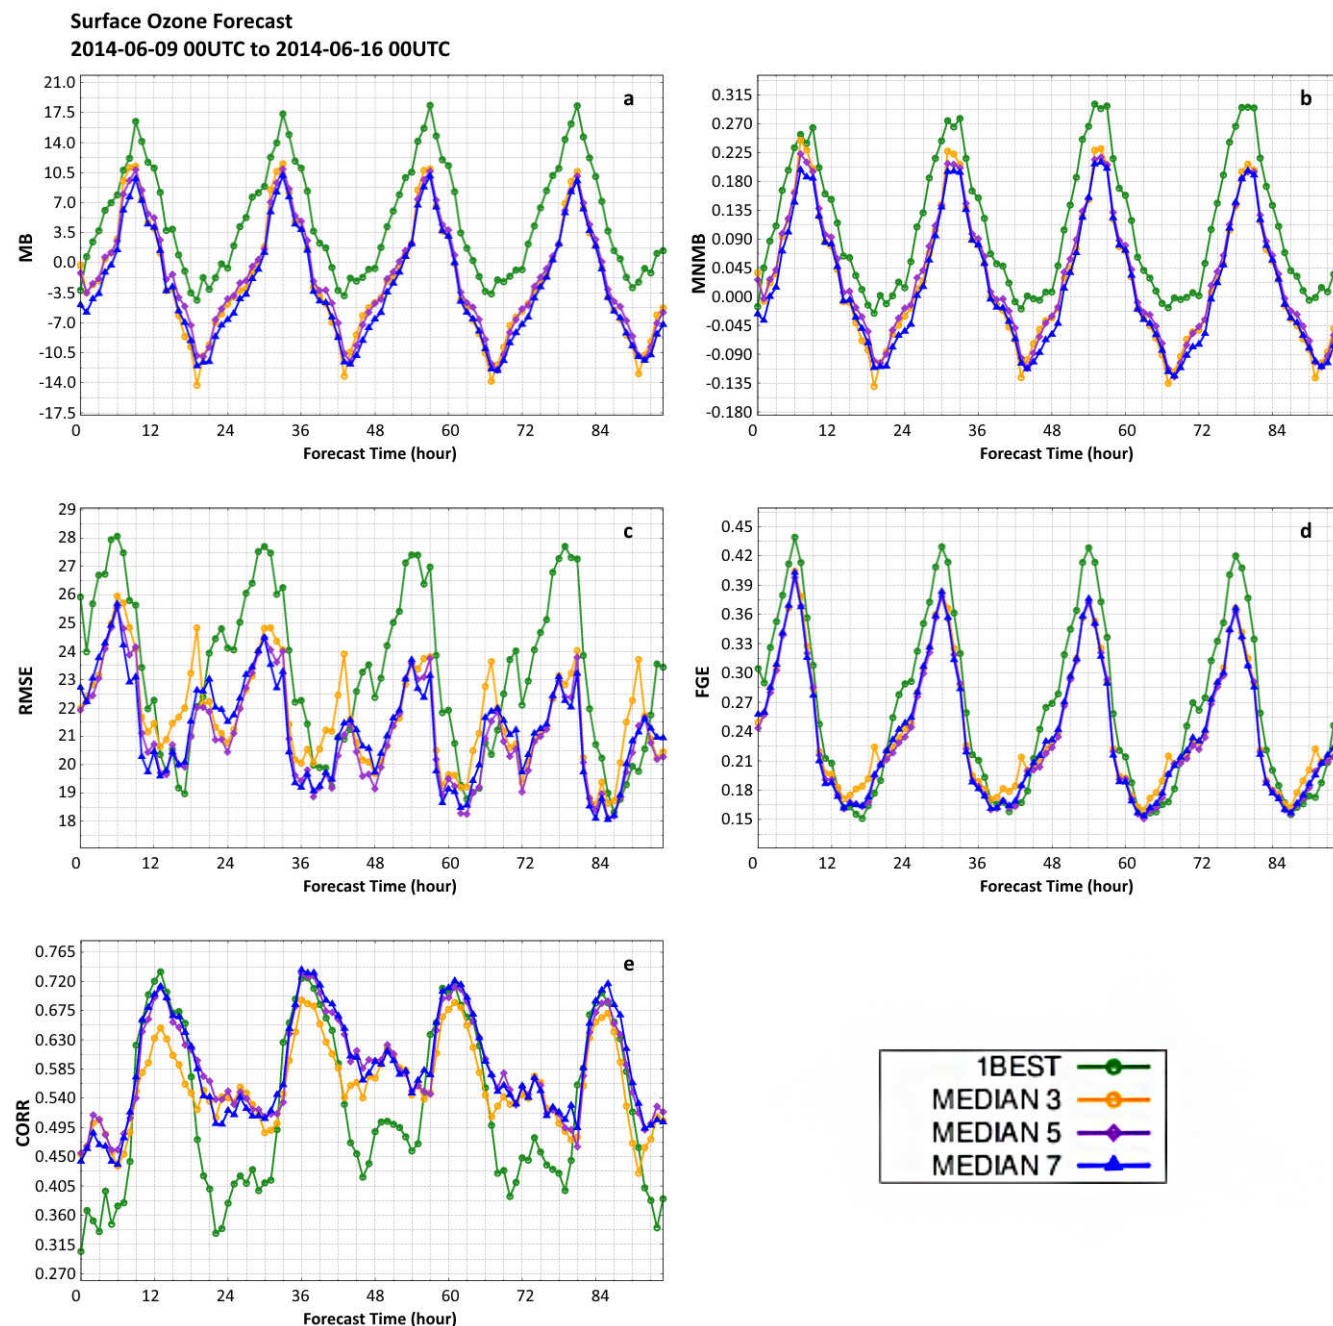 Surface Ozone Forecast
2014-06-09 00UTC to 2014-06-16 00UTC
a
21.0
17.5
14.0
10.5
7.0
3.5
0.0
-3.5
-7.0
-10.5
-14.0
-17.5
MB
0 12 24 36 48 60 72 84
Forecast Time (hour)
b
0.315
0.270
0.225
0.180
0.135
0.090
0.045
0.000
-0.045
-0.090
-0.135
-0.180
MNMB
0 12 24 36 48 60 72 84
Forecast Time (hour)
c
29
28
27
26
25
24
23
22
21
20
19
18
RMSE
0 12 24 36 48 60 72 84
Forecast Time (hour)
d
0.45
0.42
0.39
0.36
0.33
0.30
0.27
0.24
0.21
0.18
0.15
FGE
0 12 24 36 48 60 72 84
Forecast Time (hour)
e
0.765
0.720
0.675
0.630
0.585
0.540
0.495
0.450
0.405
0.360
0.315
0.270
CORR
0 12 24 36 48 60 72 84
Forecast Time (hour)
1BEST
MEDIAN 3
MEDIAN 5
MEDIAN 7